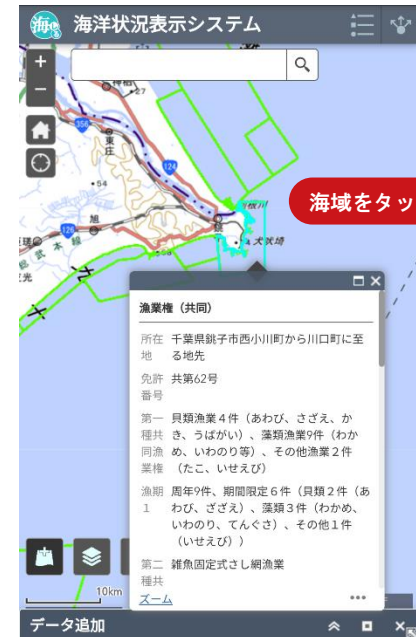 海洋状況表示システム
+
−
356
東庄
124
旭
126
犬吠埼
九
海域をタッ
漁業権（共同）
所在地 千葉県銚子市西小川町から川口町に至る地先
免許番号 共第62号
第一種共同漁業権 貝類漁業４件（あわび、さざえ、かき、うばがい）、藻類漁業9件（わかめ、いわのり等）、その他漁業２件（たこ、いせえび）
漁期1 周年9件、期間限定６件（貝類２件（あわび、ざざえ）、藻類３件（わかめ、いわのり、てんぐさ）、その他１件（いせえび））
第二種共 雑魚固定式さし網漁業
ズーム
10km
データ追加